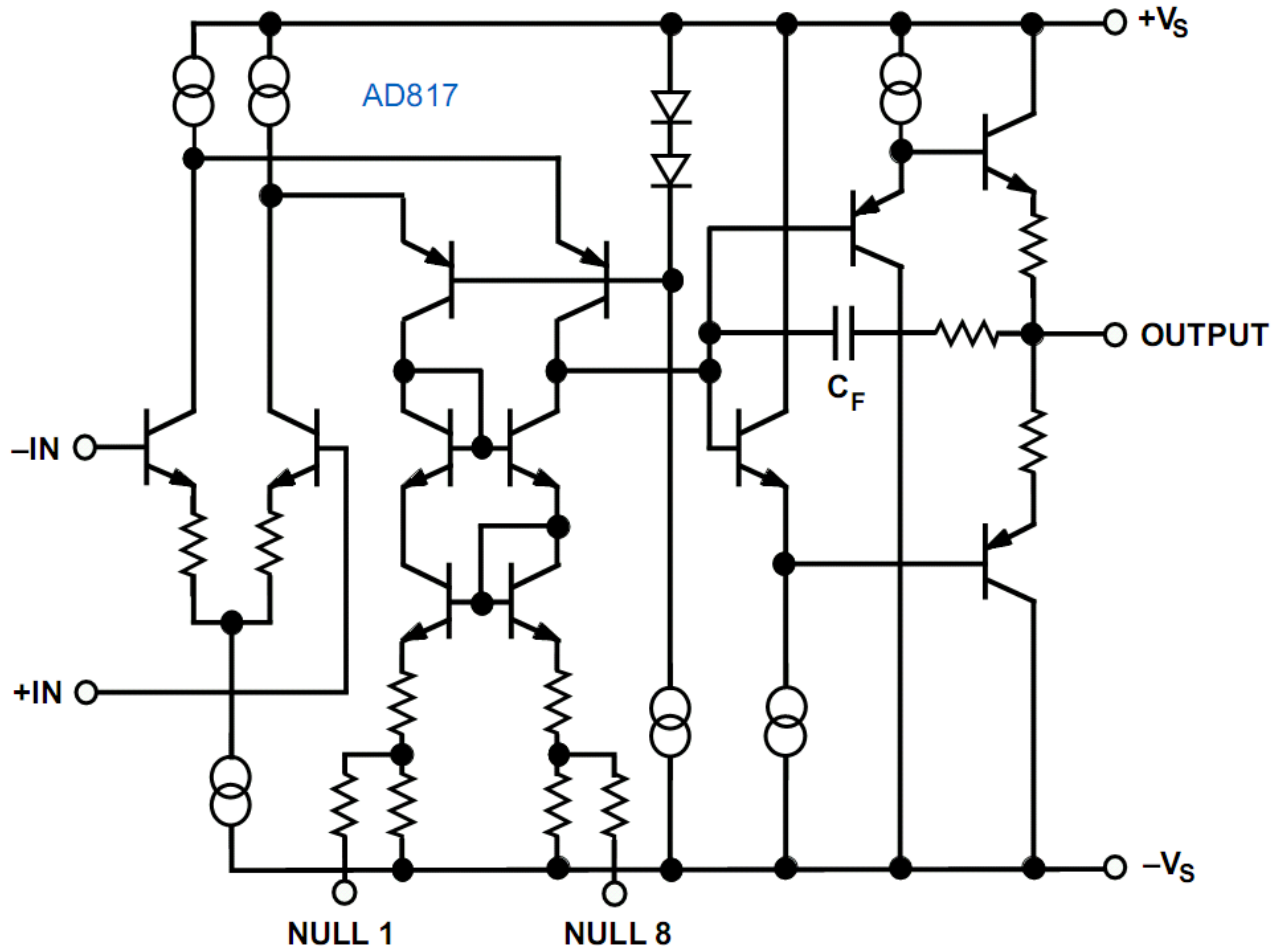 +VS
AD817
OUTPUT
CF
–IN
+IN
–VS
NULL 1
NULL 8